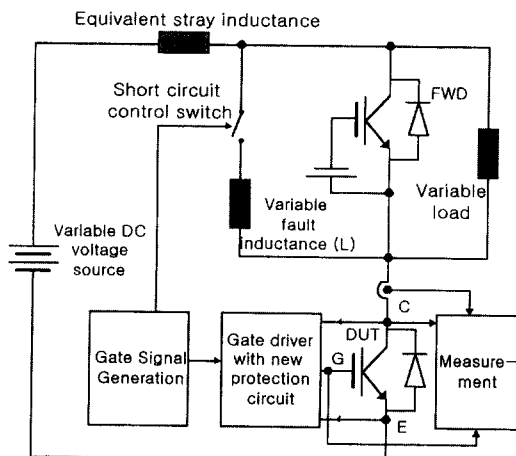 Equivalent stray inductance
Short circuit
control switch
FWD
Variable
fault
inductance (L)
Variable
load
Variable DC
voltage
source
C
DUT
G
E
Gate Signal
Generation
Gate driver
with new
protection
circuit
Measure-
ment